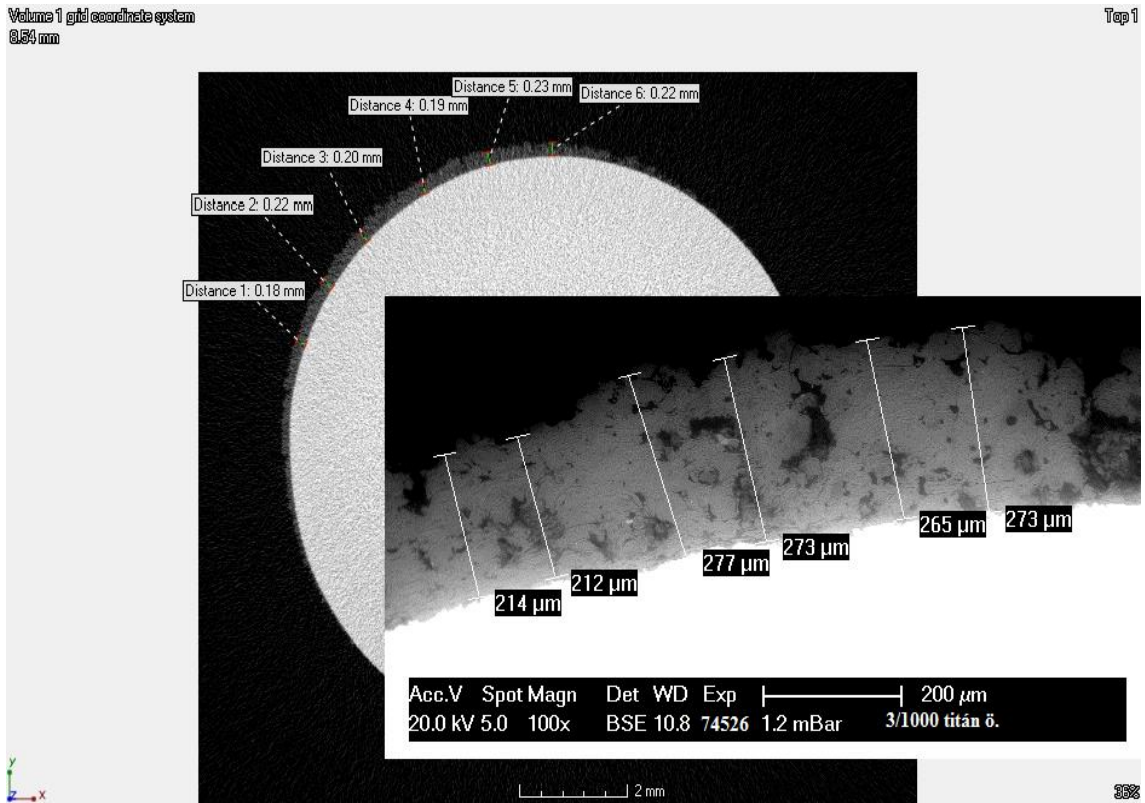 Volume 1 grid coordinate system
8.54 mm
Top 1
Distance 5: 0.23 mm
Distance 6: 0.22 mm
Distance 4: 0.19 mm
Distance 3: 0.20 mm
Distance 2: 0.22 mm
Distance 1: 0.18 mm
214 µm
212 µm
277 µm
273 µm
265 µm
273 µm
Acc.V Spot Magn Det WD Exp 200 µm
20.0 kV 5.0 100x BSE 10.8 74526 1.2 mBar 3/1000 titán ö.
y
z x
2 mm
36%